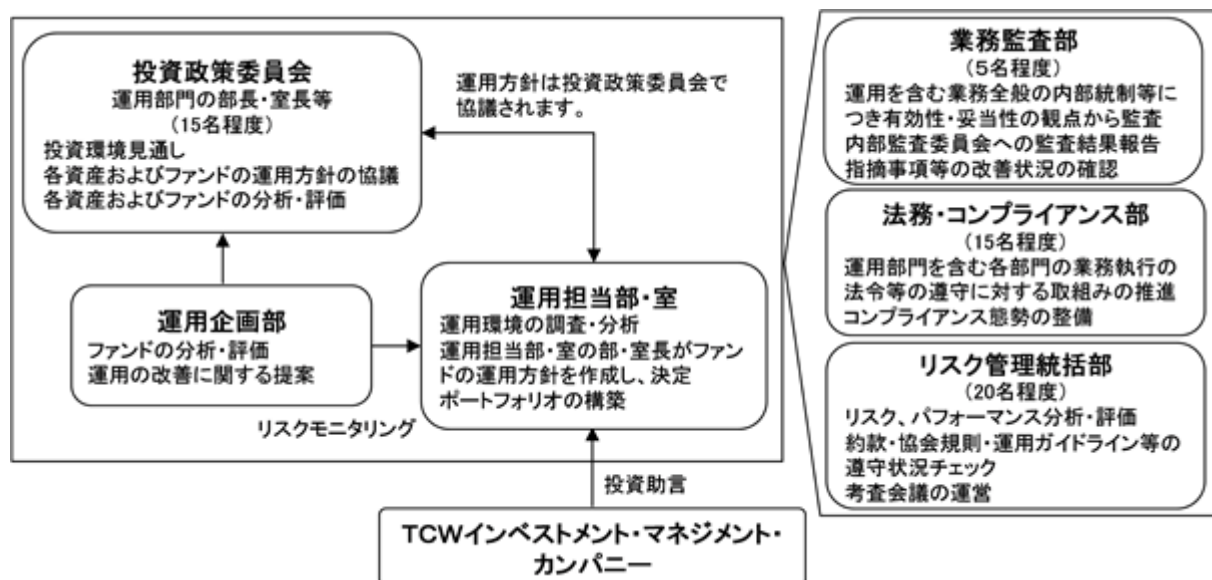 投資政策委員会
運用部門の部長・室長等
(15名程度)
投資環境見通し
各資産およびファンドの運用方針の協議
各資産およびファンドの分析・評価
運用方針は投資政策委員会で
協議されます。
運用企画部
ファンドの分析・評価
運用の改善に関する提案
リスクモニタリング
運用担当部・室
運用環境の調査・分析
運用担当部・室の部・室長がファン
ドの運用方針を作成し、決定
ポートフォリオの構築
投資助言
TCWインベストメント・マネジメント・
カンパニー
業務監査部
(5名程度)
運用を含む業務全般の内部統制等に
つき有効性・妥当性の観点から監査
内部監査委員会への監査結果報告
指摘事項等の改善状況の確認
法務・コンプライアンス部
(15名程度)
運用部門を含む各部門の業務執行の
法令等の遵守に対する取組みの推進
コンプライアンス態勢の整備
リスク管理統括部
(20名程度)
リスク、パフォーマンス分析・評価
約款・協会規則・運用ガイドライン等の
遵守状況チェック
考査会議の運営